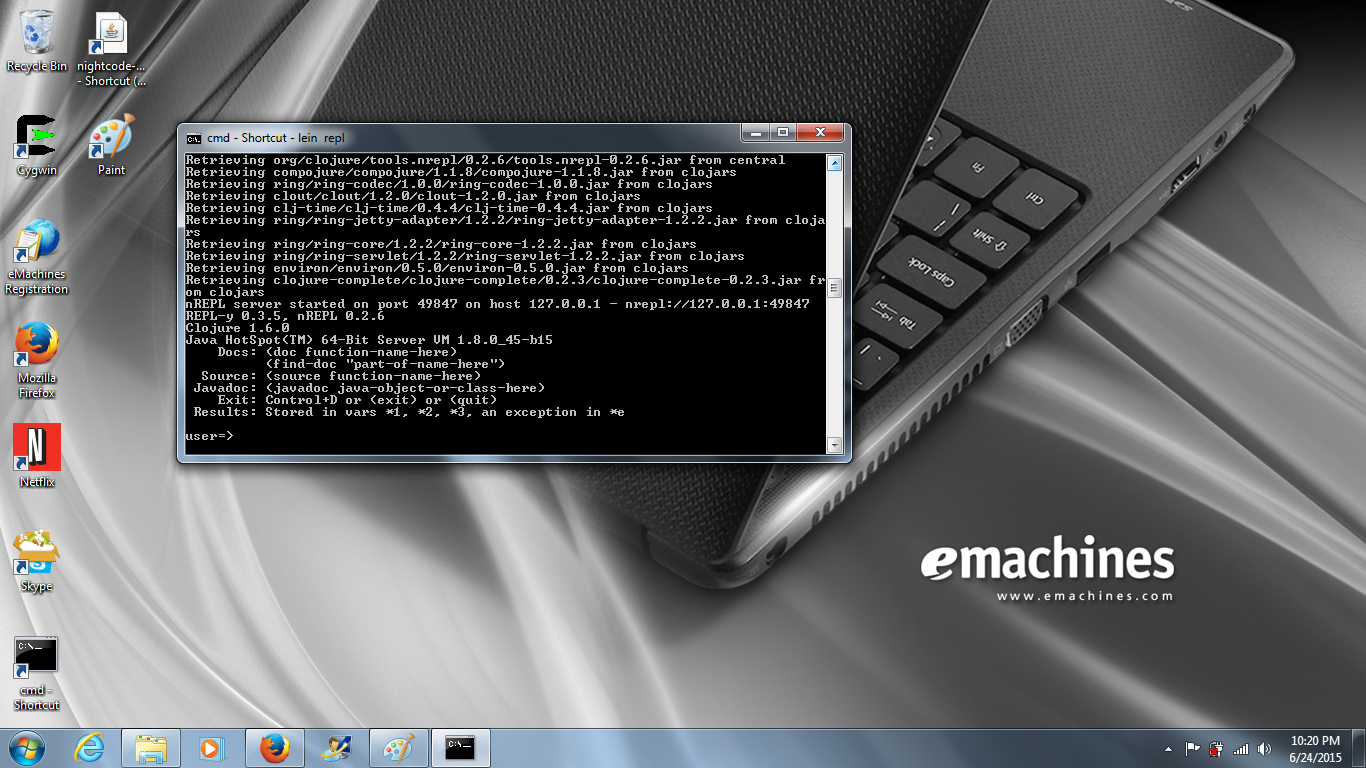 Recycle Bin
nightcode-...
- Shortcut (...
Cygwin
Paint
eMachines
Registration
Mozilla
Firefox
N
Netflix
S
Skype
C:\_
cmd -
Shortcut
cmd - Shortcut - lein  repl
Retrieving org/clojure/tools.nrepl/0.2.6/tools.nrepl-0.2.6.jar from central
Retrieving compojure/compojure/1.1.8/compojure-1.1.8.jar from clojars
Retrieving ring/ring-codec/1.0.0/ring-codec-1.0.0.jar from clojars
Retrieving clout/clout/1.2.0/clout-1.2.0.jar from clojars
Retrieving clj-time/clj-time/0.4.4/clj-time-0.4.4.jar from clojars
Retrieving ring/ring-jetty-adapter/1.2.2/ring-jetty-adapter-1.2.2.jar from cloja
rs
Retrieving ring/ring-core/1.2.2/ring-core-1.2.2.jar from clojars
Retrieving ring/ring-servlet/1.2.2/ring-servlet-1.2.2.jar from clojars
Retrieving environ/environ/0.5.0/environ-0.5.0.jar from clojars
Retrieving clojure-complete/clojure-complete/0.2.3/clojure-complete-0.2.3.jar fr
om clojars
nREPL server started on port 49847 on host 127.0.0.1 - nrepl://127.0.0.1:49847
REPL-y 0.3.5, nREPL 0.2.6
Clojure 1.6.0
Java HotSpot(TM) 64-Bit Server VM 1.8.0_45-b15
Docs: (doc function-name-here)
(find-doc "part-of-name-here")
Source: (source function-name-here)
Javadoc: (javadoc java-object-or-class-here)
Exit: Control+D or (exit) or (quit)
Results: Stored in vars *1, *2, *3, an exception in *e
user=>
Fn
Ctrl
Shift
Caps Lock
Tab
emachines
www.emachines.com
10:20 PM
6/24/2015